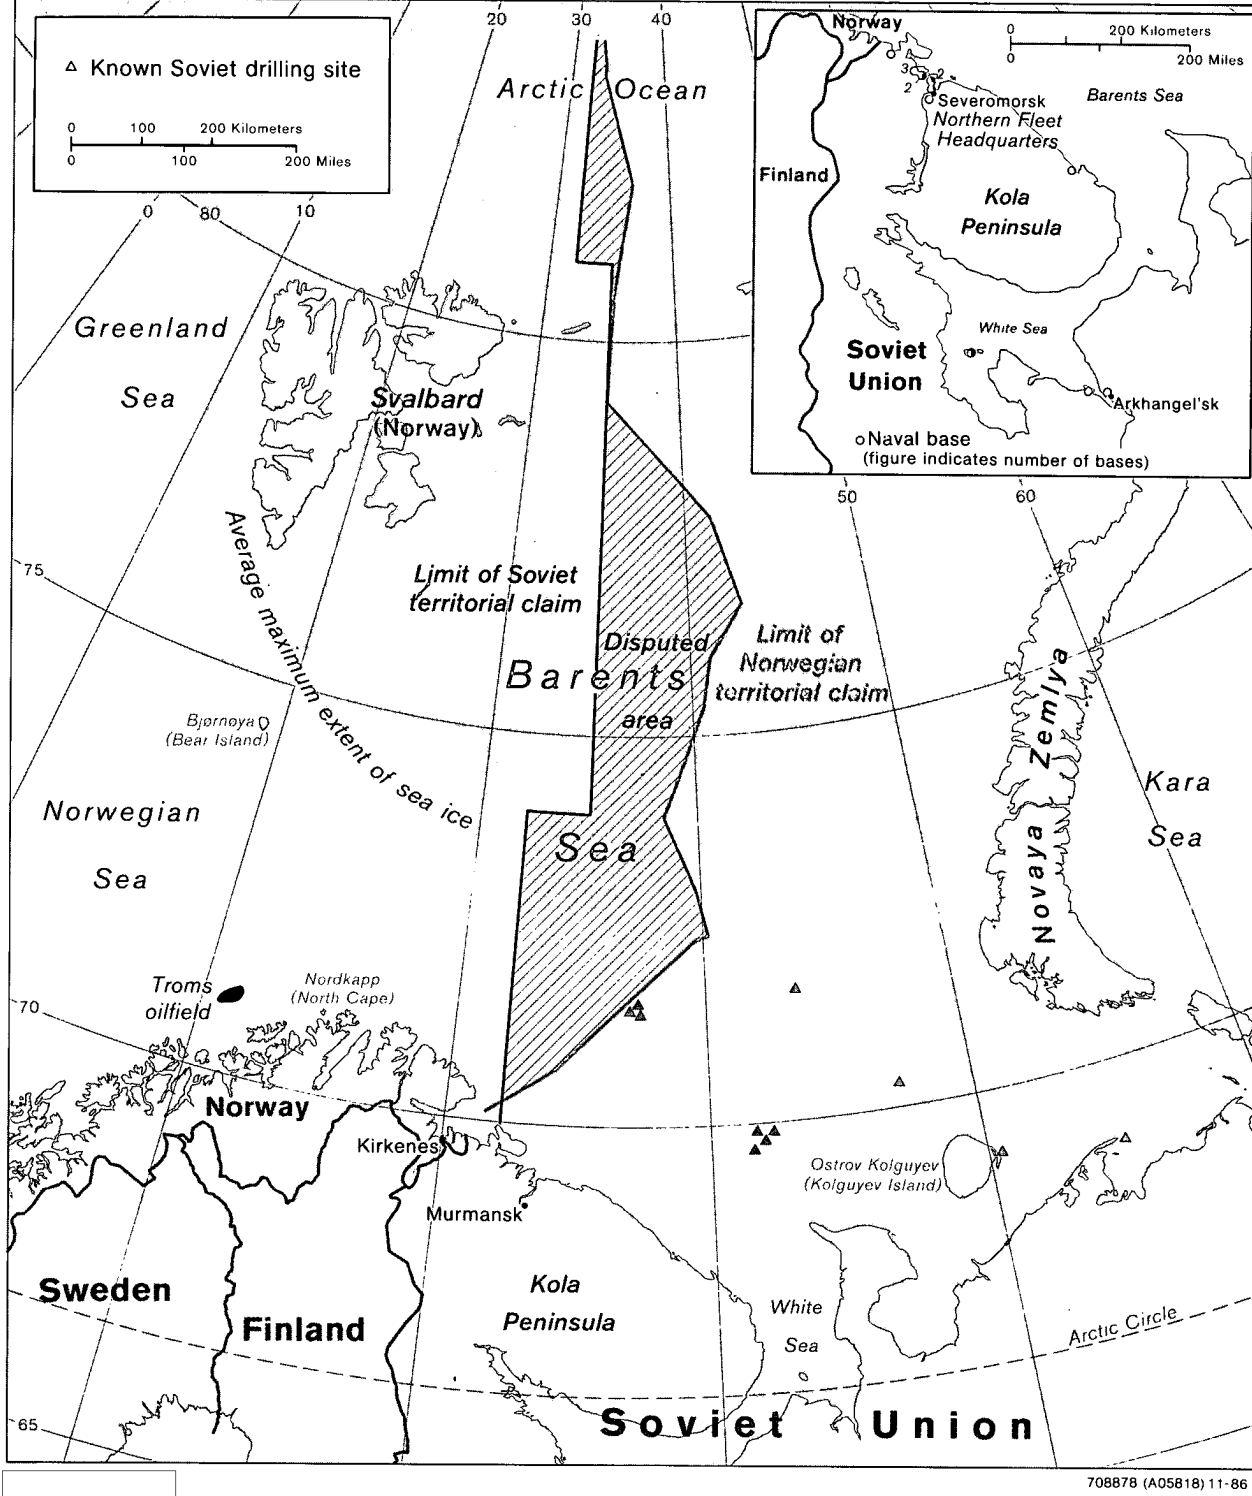 20
30
40
Known Soviet drilling site
0 100 200 Kilometers
0 100 200 Miles
0
80
10
Arctic Ocean
Norway
0 200 Kilometers
0 200 Miles
3
2
2
Severomorsk
Northern Fleet
Headquarters
Barents Sea
Finland
Kola
Peninsula
White Sea
Soviet
Union
Arkhangel'sk
Naval base
(figure indicates number of bases)
Greenland
Sea
Svalbard
(Norway)
50
60
75
Average maximum extent of sea ice
Limit of Soviet
territorial claim
Disputed
area
Limit of
Norwegian
territorial claim
Barents
Sea
Bjørnøya
(Bear Island)
Norwegian
Sea
Novaya Zemlya
Kara
Sea
70
Troms
oilfield
Nordkapp
(North Cape)
Norway
Kirkenes
Murmansk
Ostrov Kolguyev
(Kolguyev Island)
Sweden
Finland
Kola
Peninsula
White
Sea
Arctic Circle
65
Soviet Union
708878 (A05818) 11-86